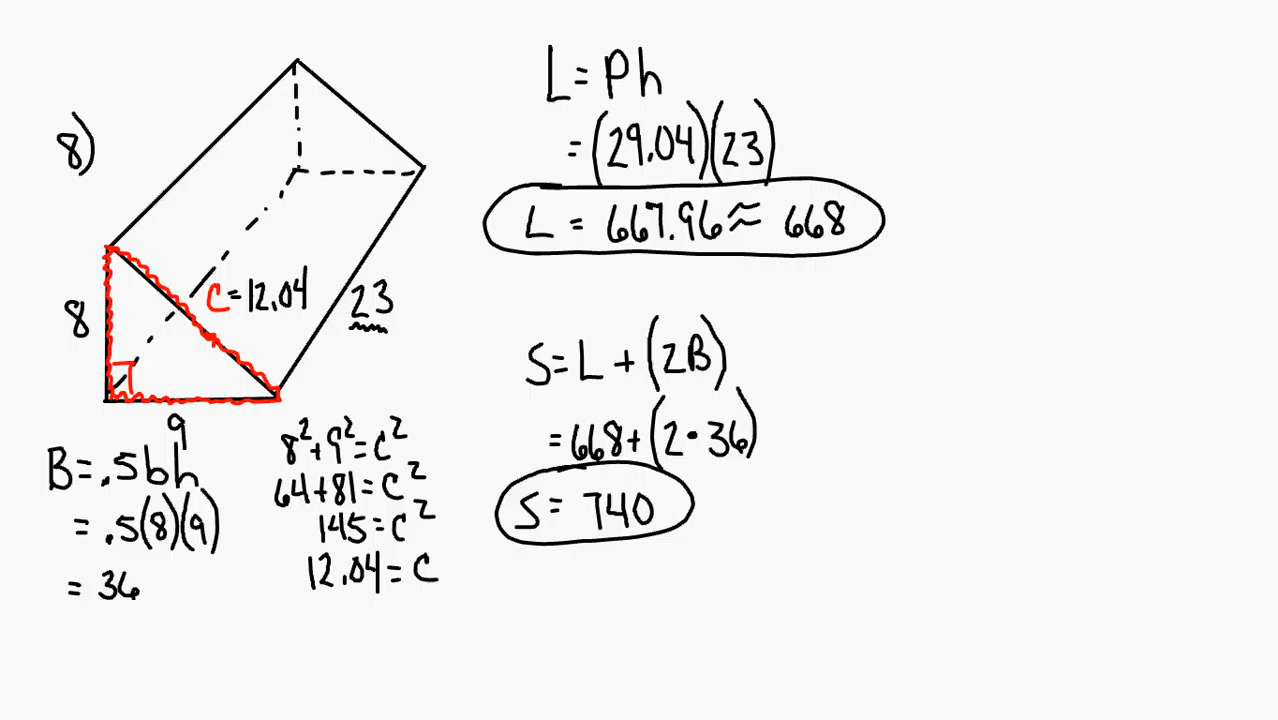 8)
8
C=12.04
23
9
B=.5bh
=.5(8)(9)
=36
8²+9²=C²
64+81=C²
145=C²
12.04=C
L=Ph
=(29.04)(23)
L = 667.96≈668
S=L+(2B)
=668+(2·36)
S= 740